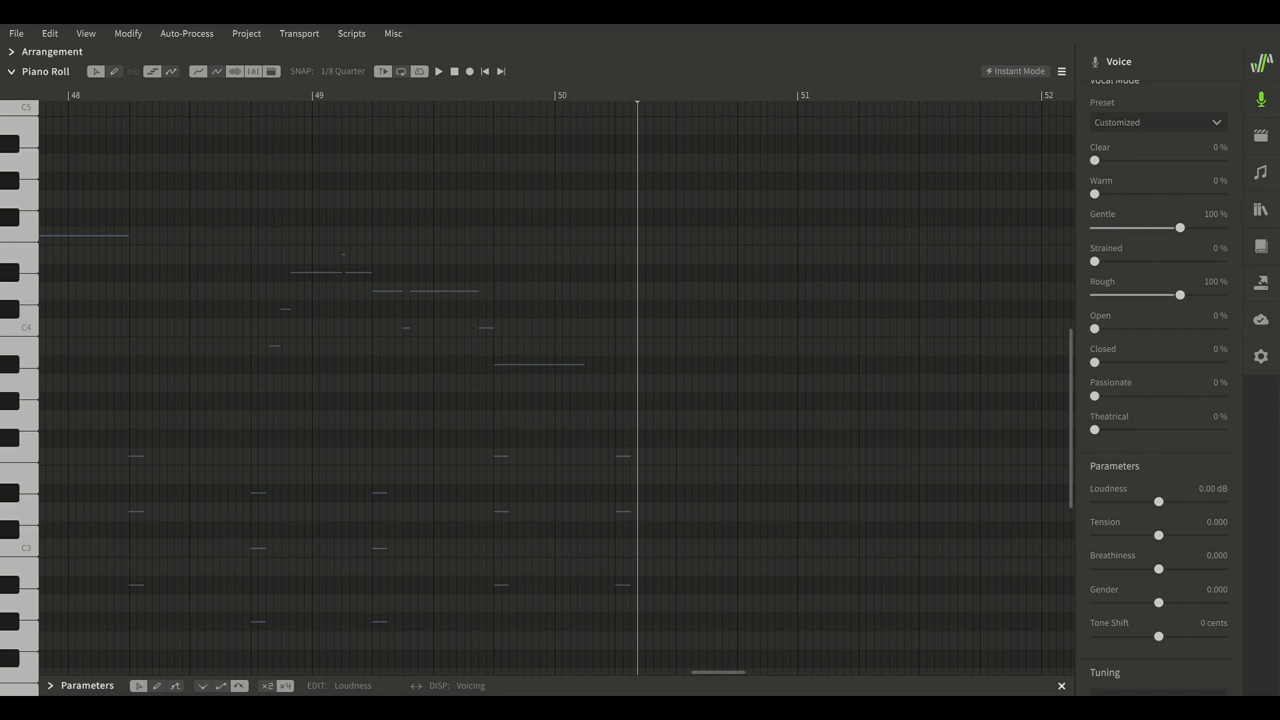 File Edit View Modify Auto-Process Project Transport Scripts Misc
Arrangement
Piano Roll SNAP: 1/8 Quarter Instant Mode
48 49 50 51 52
C5
C4
C3
Parameters x2 x4 EDIT: Loudness DISP: Voicing
Voice
Vocal Mode
Preset
Customized
Clear 0 %
Warm 0 %
Gentle 100 %
Strained 0 %
Rough 100 %
Open 0 %
Closed 0 %
Passionate 0 %
Theatrical 0 %
Parameters
Loudness 0.00 dB
Tension 0.000
Breathiness 0.000
Gender 0.000
Tone Shift 0 cents
Tuning